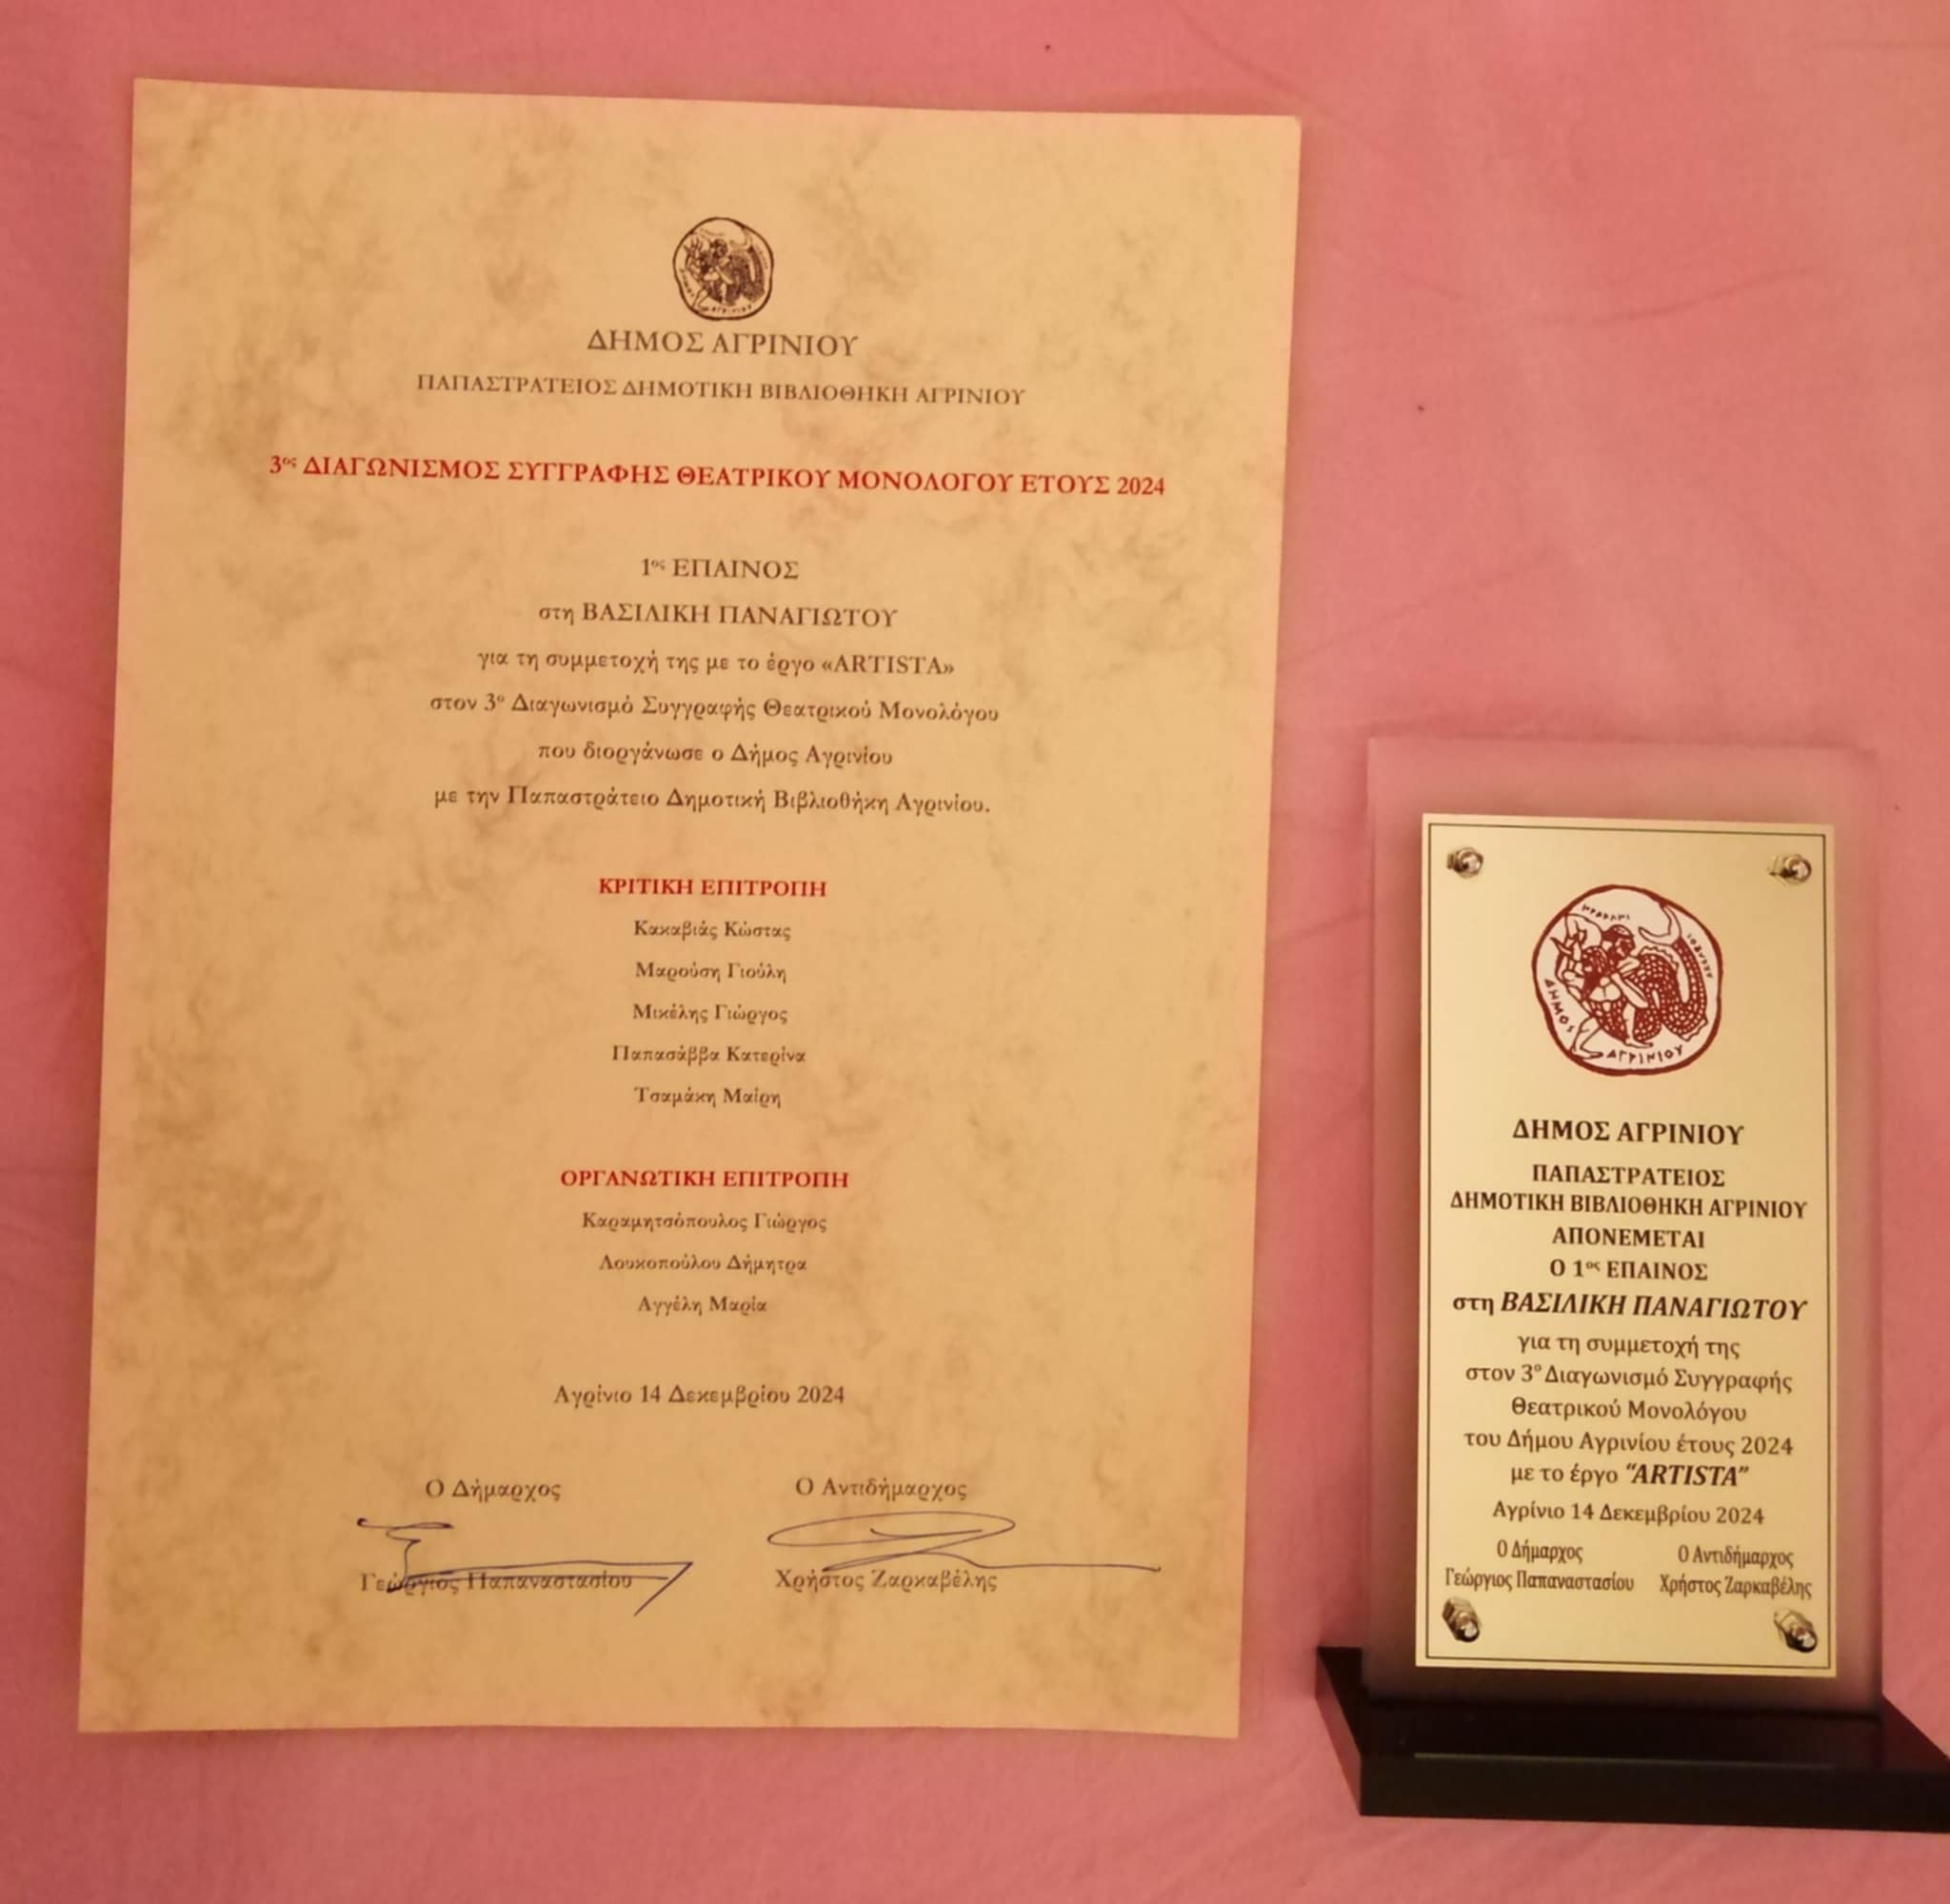 ΔΗΜΟΣ ΑΓΡΙΝΙΟΥ
ΠΑΠΑΣΤΡΑΤΕΙΟΣ ΔΗΜΟΤΙΚΗ ΒΙΒΛΙΟΘΗΚΗ ΑΓΡΙΝΙΟΥ
3ος ΔΙΑΓΩΝΙΣΜΟΣ ΣΥΓΓΡΑΦΗΣ ΘΕΑΤΡΙΚΟΥ ΜΟΝΟΛΟΓΟΥ ΕΤΟΥΣ 2024
1ος ΕΠΑΙΝΟΣ
στη ΒΑΣΙΛΙΚΗ ΠΑΝΑΓΙΩΤΟΥ
για τη συμμετοχή της με το έργο «ARTISTA»
στον 3ο Διαγωνισμό Συγγραφής Θεατρικού Μονολόγου
που διοργάνωσε ο Δήμος Αγρινίου
με την Παπαστράτειο Δημοτική Βιβλιοθήκη Αγρινίου.
ΚΡΙΤΙΚΗ ΕΠΙΤΡΟΠΗ
Κακαβιάς Κώστας
Μαρούση Γιούλη
Μικέλης Γιώργος
Παπασάββα Κατερίνα
Τσαμάκη Μαίρη
ΟΡΓΑΝΩΤΙΚΗ ΕΠΙΤΡΟΠΗ
Καραμητσόπουλος Γιώργος
Λουκοπούλου Δήμητρα
Αγγέλη Μαρία
Αγρίνιο 14 Δεκεμβρίου 2024
Ο Δήμαρχος
Γεώργιος Παπαναστασίου
Ο Αντιδήμαρχος
Χρήστος Ζαρκαβέλης
ΔΗΜΟΣ
ΑΓΡΙΝΙΟΥ
ΔΗΜΟΣ ΑΓΡΙΝΙΟΥ
ΠΑΠΑΣΤΡΑΤΕΙΟΣ
ΔΗΜΟΤΙΚΗ ΒΙΒΛΙΟΘΗΚΗ ΑΓΡΙΝΙΟΥ
ΑΠΟΝΕΜΕΤΑΙ
Ο 1ος ΕΠΑΙΝΟΣ
στη ΒΑΣΙΛΙΚΗ ΠΑΝΑΓΙΩΤΟΥ
για τη συμμετοχή της
στον 3ο Διαγωνισμό Συγγραφής
Θεατρικού Μονολόγου
του Δήμου Αγρινίου έτους 2024
με το έργο "ARTISTA"
Αγρίνιο 14 Δεκεμβρίου 2024
Ο Δήμαρχος
Γεώργιος Παπαναστασίου
Ο Αντιδήμαρχος
Χρήστος Ζαρκαβέλης